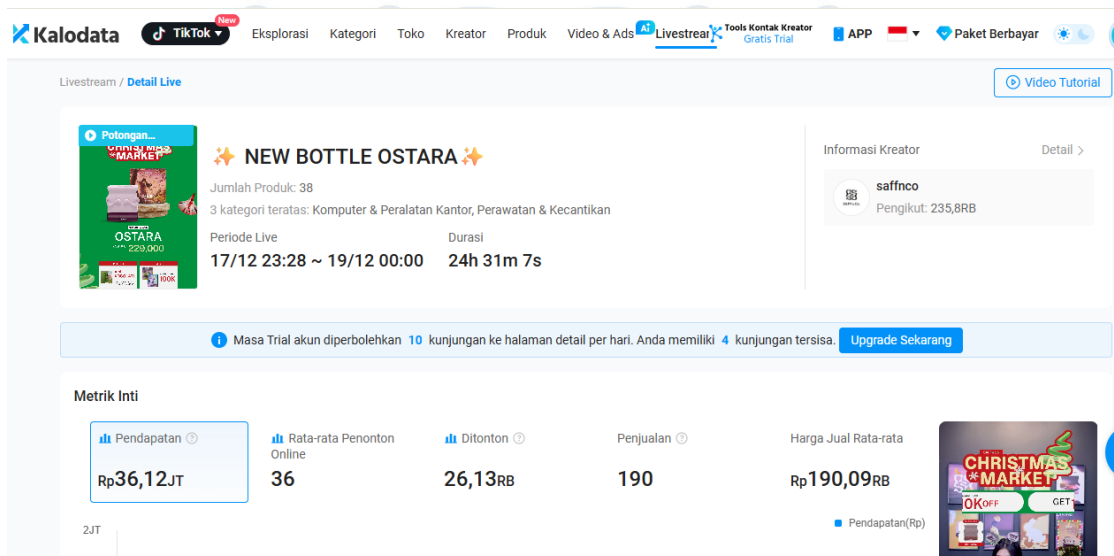 Kalodata
TikTok
New
Eksplorasi
Kategori
Toko
Kreator
Produk
Video & Ads
AI
Livestream
Tools Kontak Kreator
Gratis Trial
APP
Paket Berbayar
Livestream / Detail Live
Video Tutorial
Potongan...
CHRISTMAS
MARKET
OSTARA
229,000
100K
✨ NEW BOTTLE OSTARA ✨
Jumlah Produk: 38
3 kategori teratas: Komputer & Peralatan Kantor, Perawatan & Kecantikan
Periode Live
Durasi
17/12 23:28 ~ 19/12 00:00
24h 31m 7s
Informasi Kreator
Detail >
saffnco
Pengikut: 235,8RB
Masa Trial akun diperbolehkan 10 kunjungan ke halaman detail per hari. Anda memiliki 4 kunjungan tersisa.
Upgrade Sekarang
Metrik Inti
Pendapatan
Rp36,12JT
Rata-rata Penonton
Online
36
Ditonton
26,13RB
Penjualan
190
Harga Jual Rata-rata
Rp190,09RB
2JT
Pendapatan(Rp)
CHRISTMAS
MARKET
0K OFF
GET